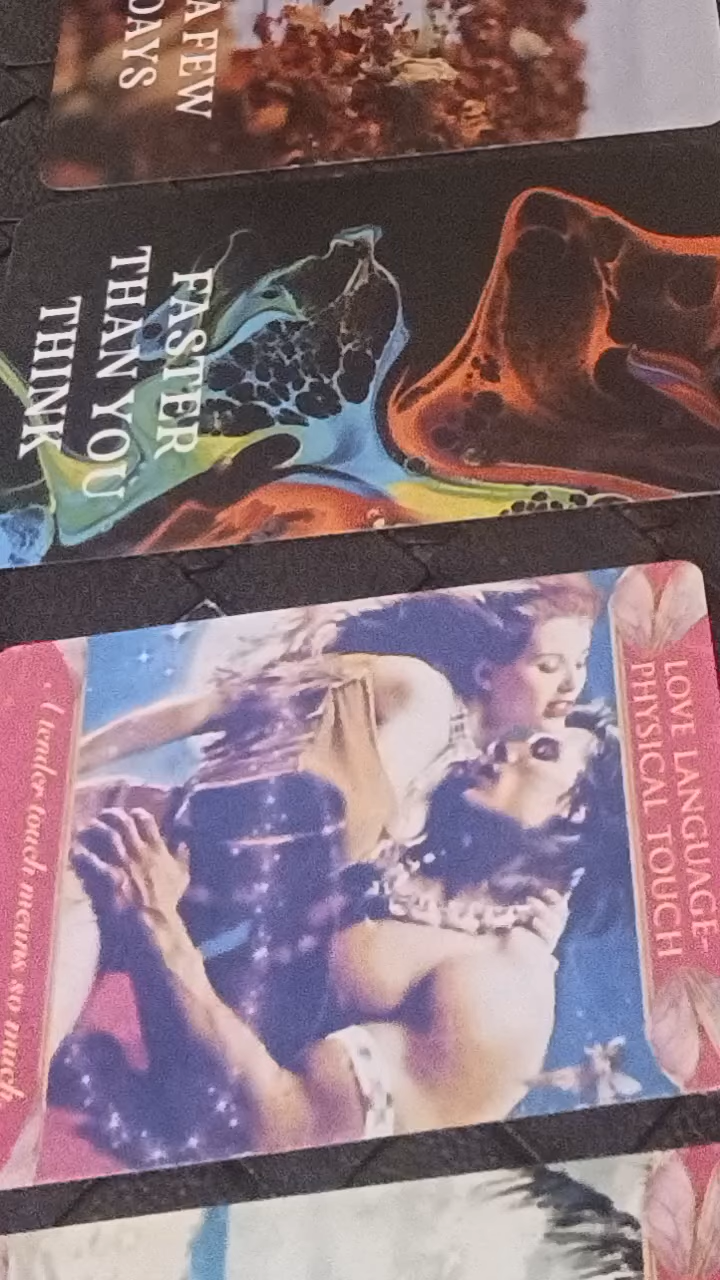 A FEW
DAYS
FASTER
THAN YOU
THINK
LOVE LANGUAGE-
PHYSICAL TOUCH
A tender touch means so much